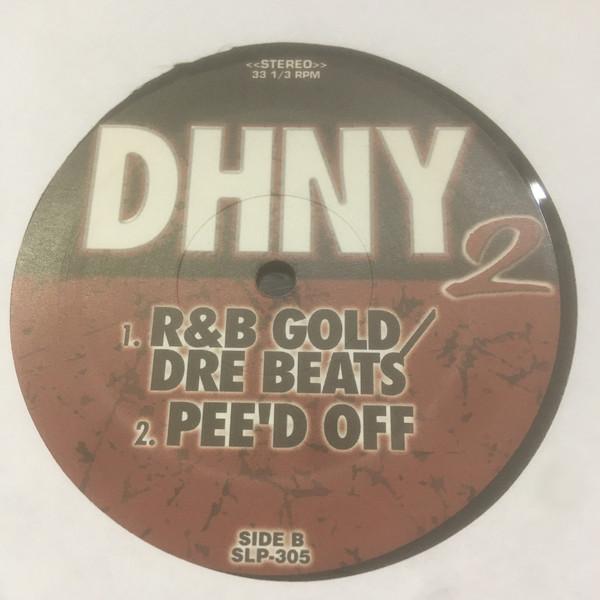 <<STEREO>>
33 1/3 RPM
DHNY
2
1. R&B GOLD/
DRE BEATS
2. PEE'D OFF
SIDE B
SLP-305